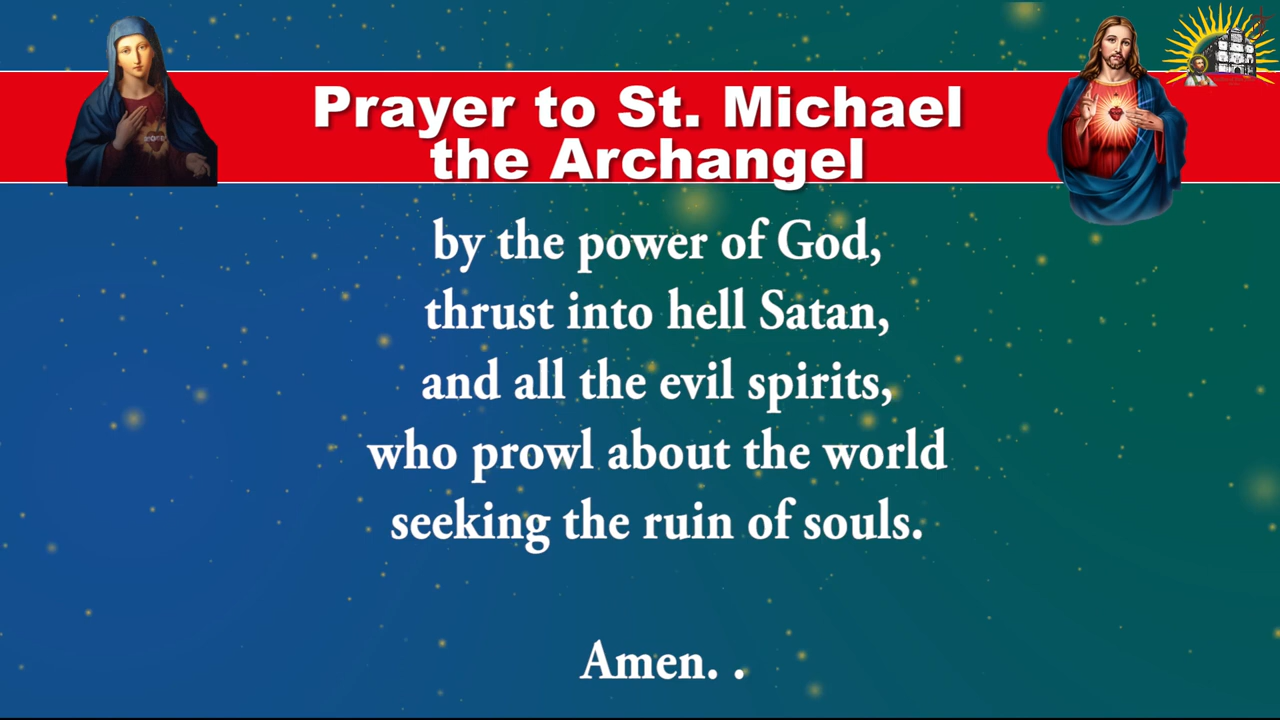 Prayer to St. Michael
the Archangel
by the power of God,
thrust into hell Satan,
and all the evil spirits,
who prowl about the world
seeking the ruin of souls.
Amen. .